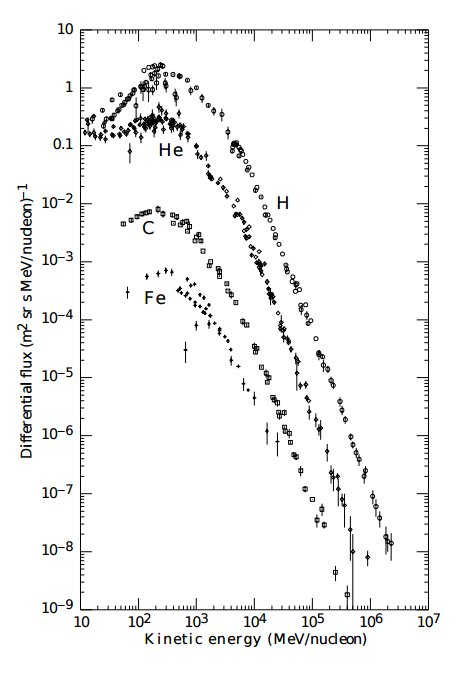 10
1
0.1
10−2
10−3
10−4
10−5
10−6
10−7
10−8
10−9
Differential flux (m2 sr s MeV/nucleon)−1
H
He
C
Fe
10 102 103 104 105 106 107
Kinetic energy (MeV/nucleon)